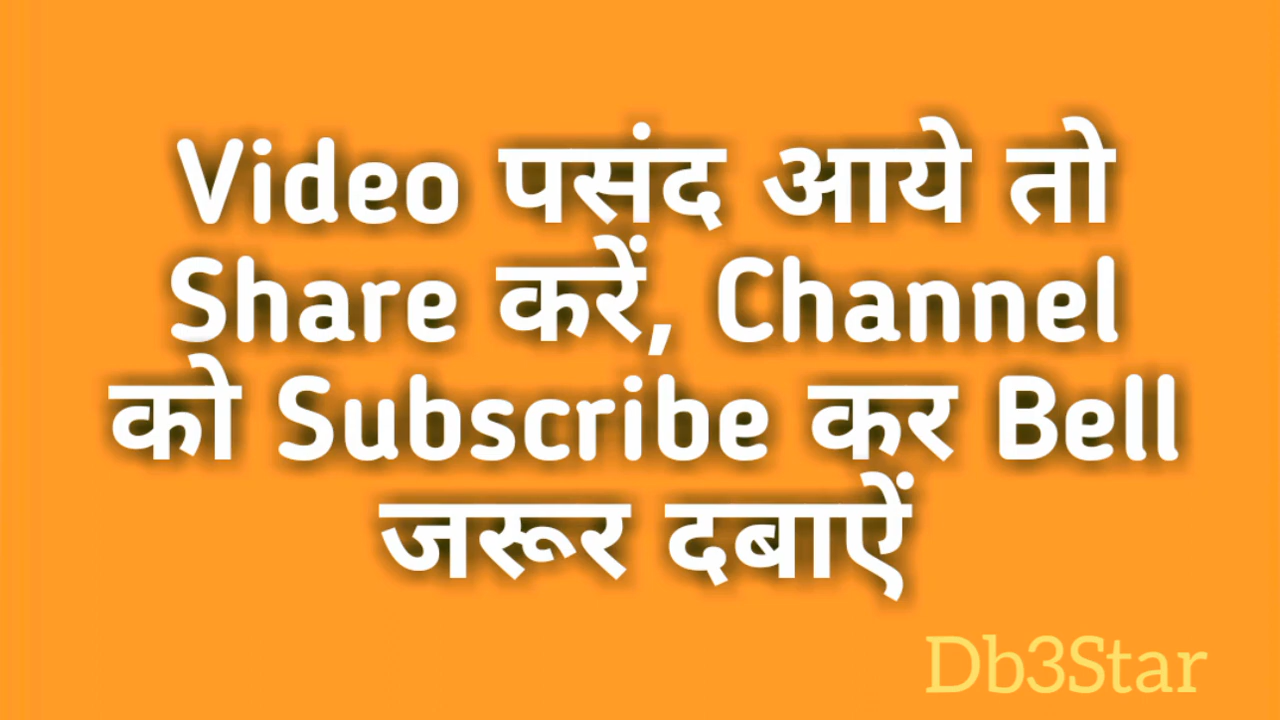 Video पसंद आये तो
Share करें, Channel
को Subscribe कर Bell
जरूर दबाऐं
Db3Star